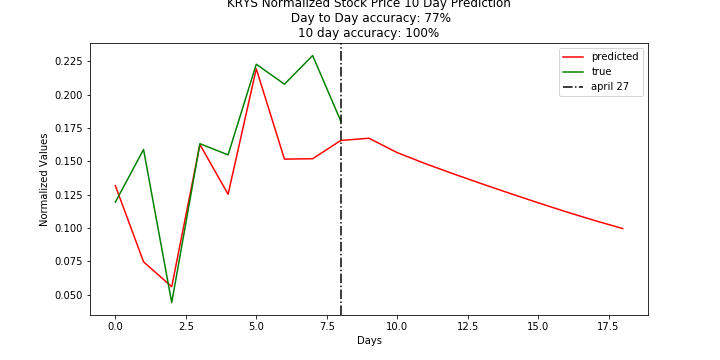 KRYS Normalized Stock Price 10 Day Prediction
Day to Day accuracy: 77%
10 day accuracy: 100%
predicted
true
april 27
Normalized Values
0.225
0.200
0.175
0.150
0.125
0.100
0.075
0.050
0.0 2.5 5.0 7.5 10.0 12.5 15.0 17.5
Days